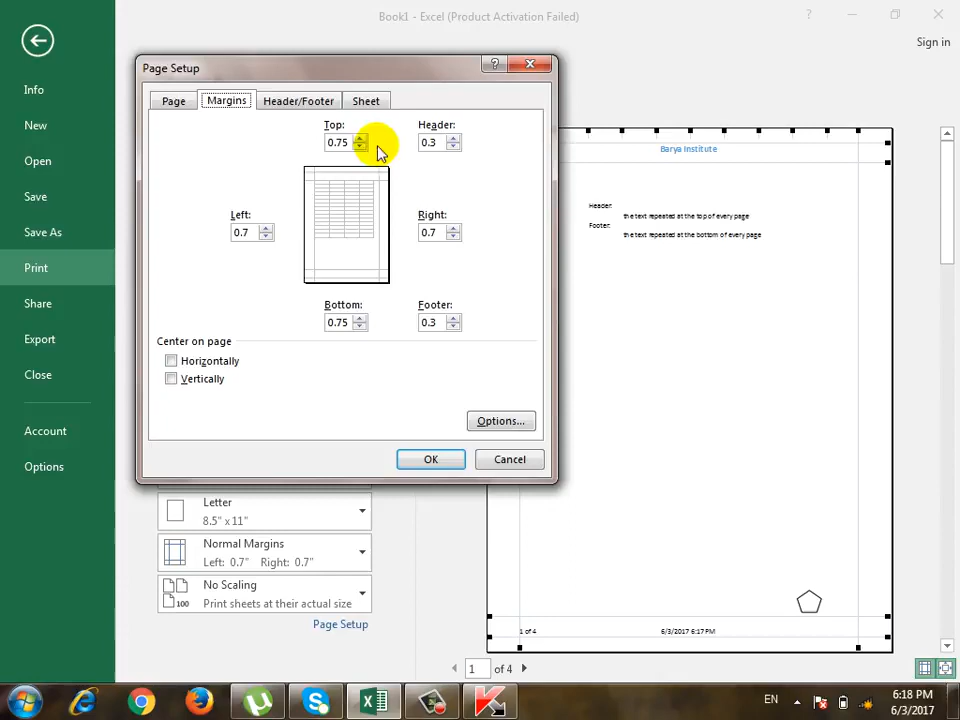 Book1 - Excel (Product Activation Failed)
Sign in
Info
New
Open
Save
Save As
Print
Share
Export
Close
Account
Options
Page Setup
Page
Margins
Header/Footer
Sheet
Top:
0.75
Header:
0.3
Left:
0.7
Right:
0.7
Bottom:
0.75
Footer:
0.3
Center on page
Horizontally
Vertically
Options...
OK
Cancel
Letter
8.5" x 11"
Normal Margins
Left: 0.7" Right: 0.7"
No Scaling
Print sheets at their actual size
100
Page Setup
Barya Institute
Header:
the text repeated at the top of every page
Footer:
the text repeated at the bottom of every page
1 of 4
6/3/2017 6:17 PM
1 of 4
EN
6:18 PM
6/3/2017